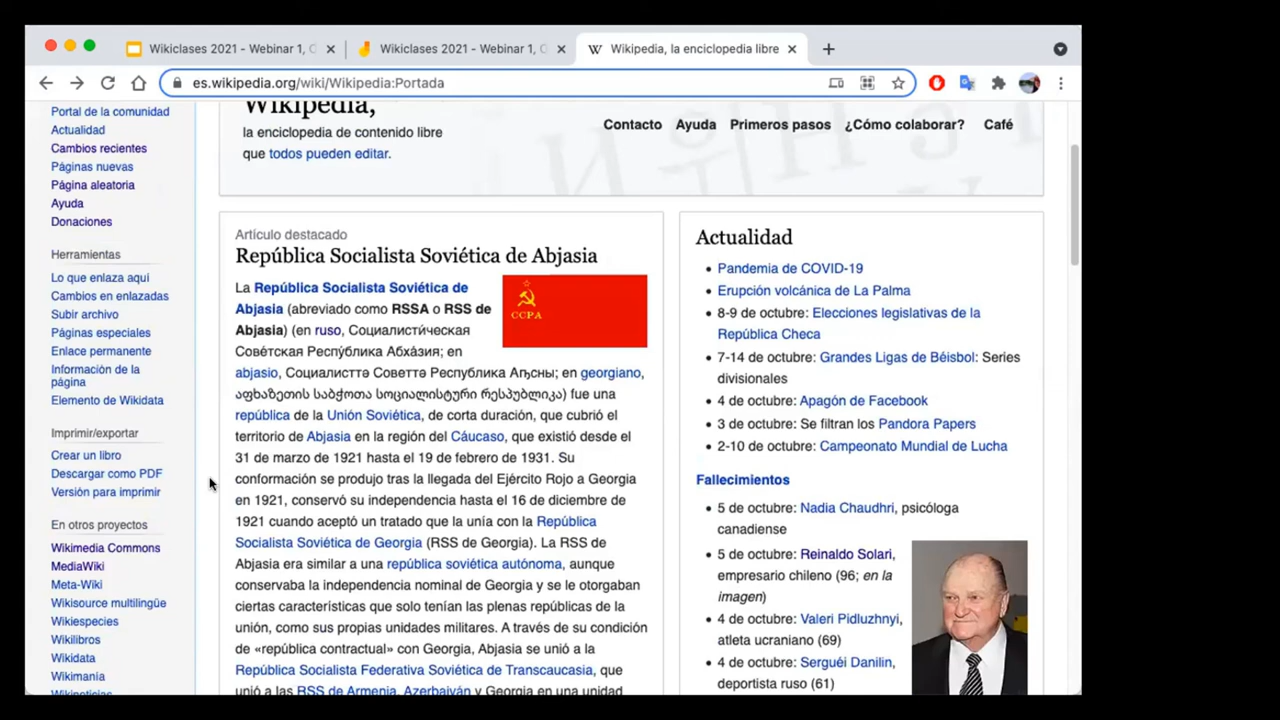 Wikiclases 2021 - Webinar 1, C
Wikiclases 2021 - Webinar 1, C
Wikipedia, la enciclopedia libre
es.wikipedia.org/wiki/Wikipedia:Portada
Portal de la comunidad
Actualidad
Cambios recientes
Páginas nuevas
Página aleatoria
Ayuda
Donaciones
Herramientas
Lo que enlaza aquí
Cambios en enlazadas
Subir archivo
Páginas especiales
Enlace permanente
Información de la
página
Elemento de Wikidata
Imprimir/exportar
Crear un libro
Descargar como PDF
Versión para imprimir
En otros proyectos
Wikimedia Commons
MediaWiki
Meta-Wiki
Wikisource multilingüe
Wikiespecies
Wikilibros
Wikidata
Wikimania
Wikinoticias
Wikipedia,
la enciclopedia de contenido libre
que todos pueden editar.
Contacto Ayuda Primeros pasos ¿Cómo colaborar? Café
Artículo destacado
República Socialista Soviética de Abjasia
La República Socialista Soviética de
Abjasia (abreviado como RSSA o RSS de
Abjasia) (en ruso, Социалисти́ческая
Сове́тская Респу́блика Абха́зия; en
abjasio, Социалисттә Советтә Республика Аҧсны; en georgiano,
აფხაზეთის საბჭოთა სოციალისტური რესპუბლიკა) fue una
república de la Unión Soviética, de corta duración, que cubrió el
territorio de Abjasia en la región del Cáucaso, que existió desde el
31 de marzo de 1921 hasta el 19 de febrero de 1931. Su
conformación se produjo tras la llegada del Ejército Rojo a Georgia
en 1921, conservó su independencia hasta el 16 de diciembre de
1921 cuando aceptó un tratado que la unía con la República
Socialista Soviética de Georgia (RSS de Georgia). La RSS de
Abjasia era similar a una república soviética autónoma, aunque
conservaba la independencia nominal de Georgia y se le otorgaban
ciertas características que solo tenían las plenas repúblicas de la
unión, como sus propias unidades militares. A través de su condición
de «república contractual» con Georgia, Abjasia se unió a la
República Socialista Federativa Soviética de Transcaucasia, que
unió a las RSS de Armenia, Azerbaiyán y Georgia en una unidad
ССРА
Actualidad
Pandemia de COVID-19
Erupción volcánica de La Palma
8-9 de octubre: Elecciones legislativas de la
República Checa
7-14 de octubre: Grandes Ligas de Béisbol: Series
divisionales
4 de octubre: Apagón de Facebook
3 de octubre: Se filtran los Pandora Papers
2-10 de octubre: Campeonato Mundial de Lucha
Fallecimientos
5 de octubre: Nadia Chaudhri, psicóloga
canadiense
5 de octubre: Reinaldo Solari,
empresario chileno (96; en la
imagen)
4 de octubre: Valeri Pidluzhnyi,
atleta ucraniano (69)
4 de octubre: Serguéi Danilin,
deportista ruso (61)